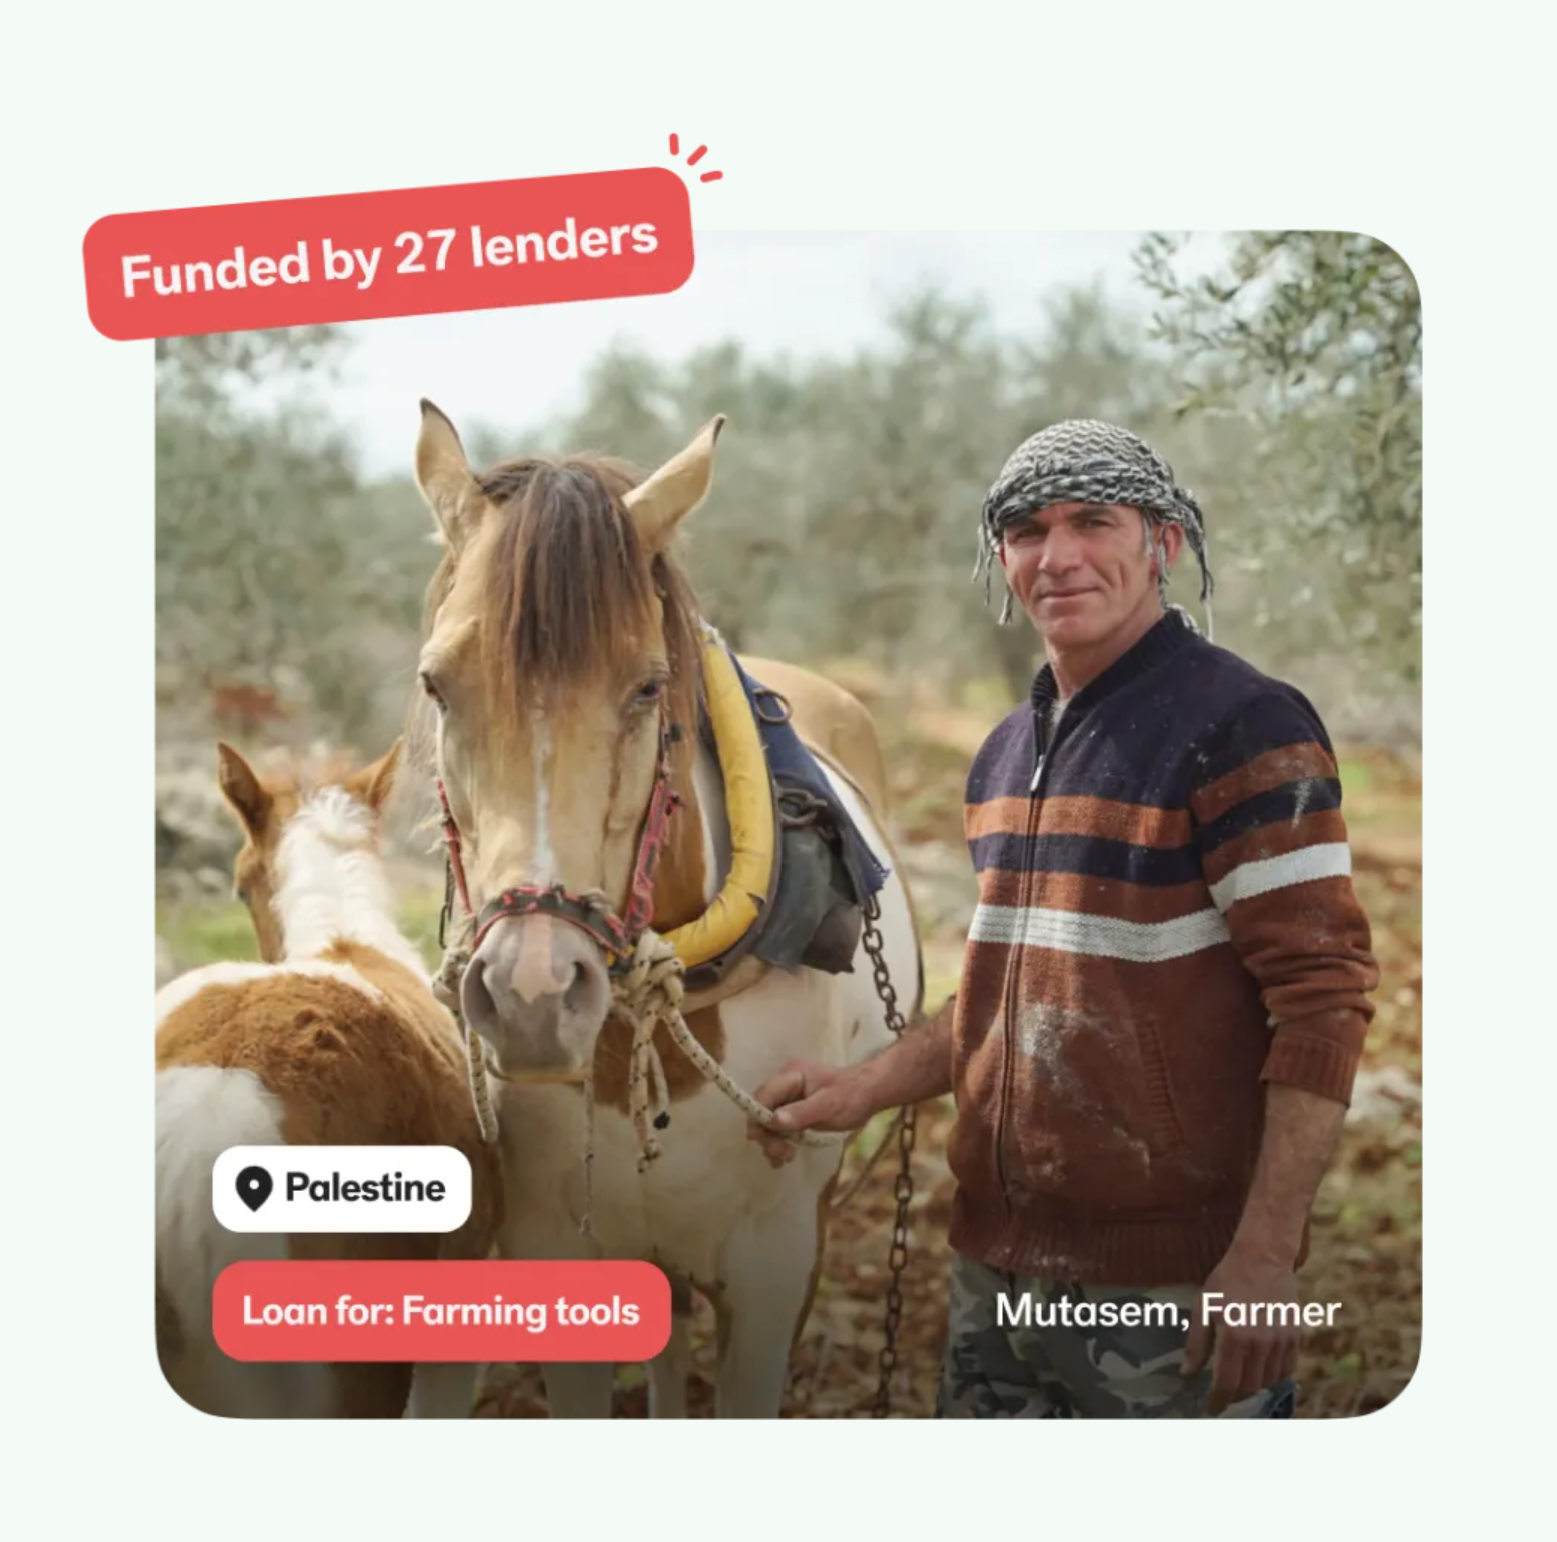 Funded by 27 lenders
Palestine
Loan for: Farming tools
Mutasem, Farmer